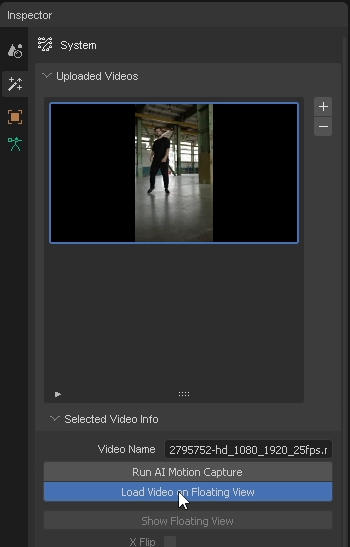 Inspector
System
Uploaded Videos
Selected Video Info
Video Name 2795752-hd_1080_1920_25fps.r
Run AI Motion Capture
Load Video on Floating View
Show Floating View
X Flip